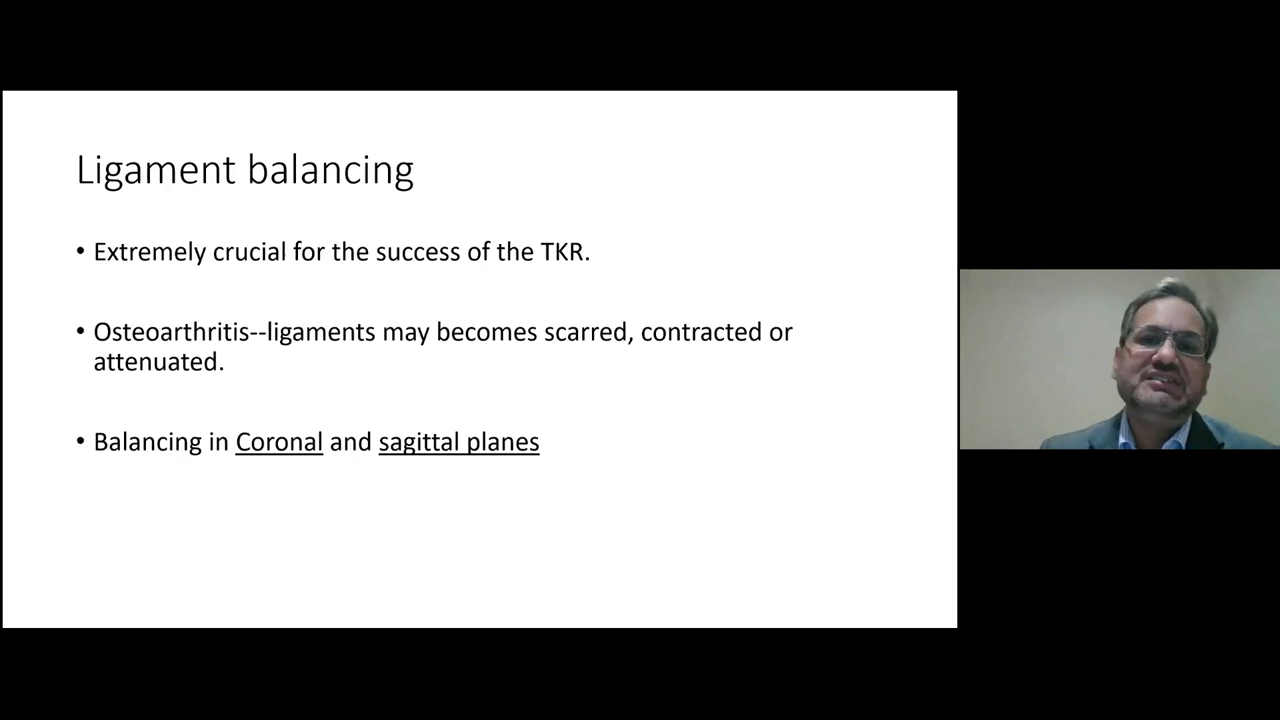 Ligament balancing
• Extremely crucial for the success of the TKR.
• Osteoarthritis--ligaments may becomes scarred, contracted or
attenuated.
• Balancing in Coronal and sagittal planes